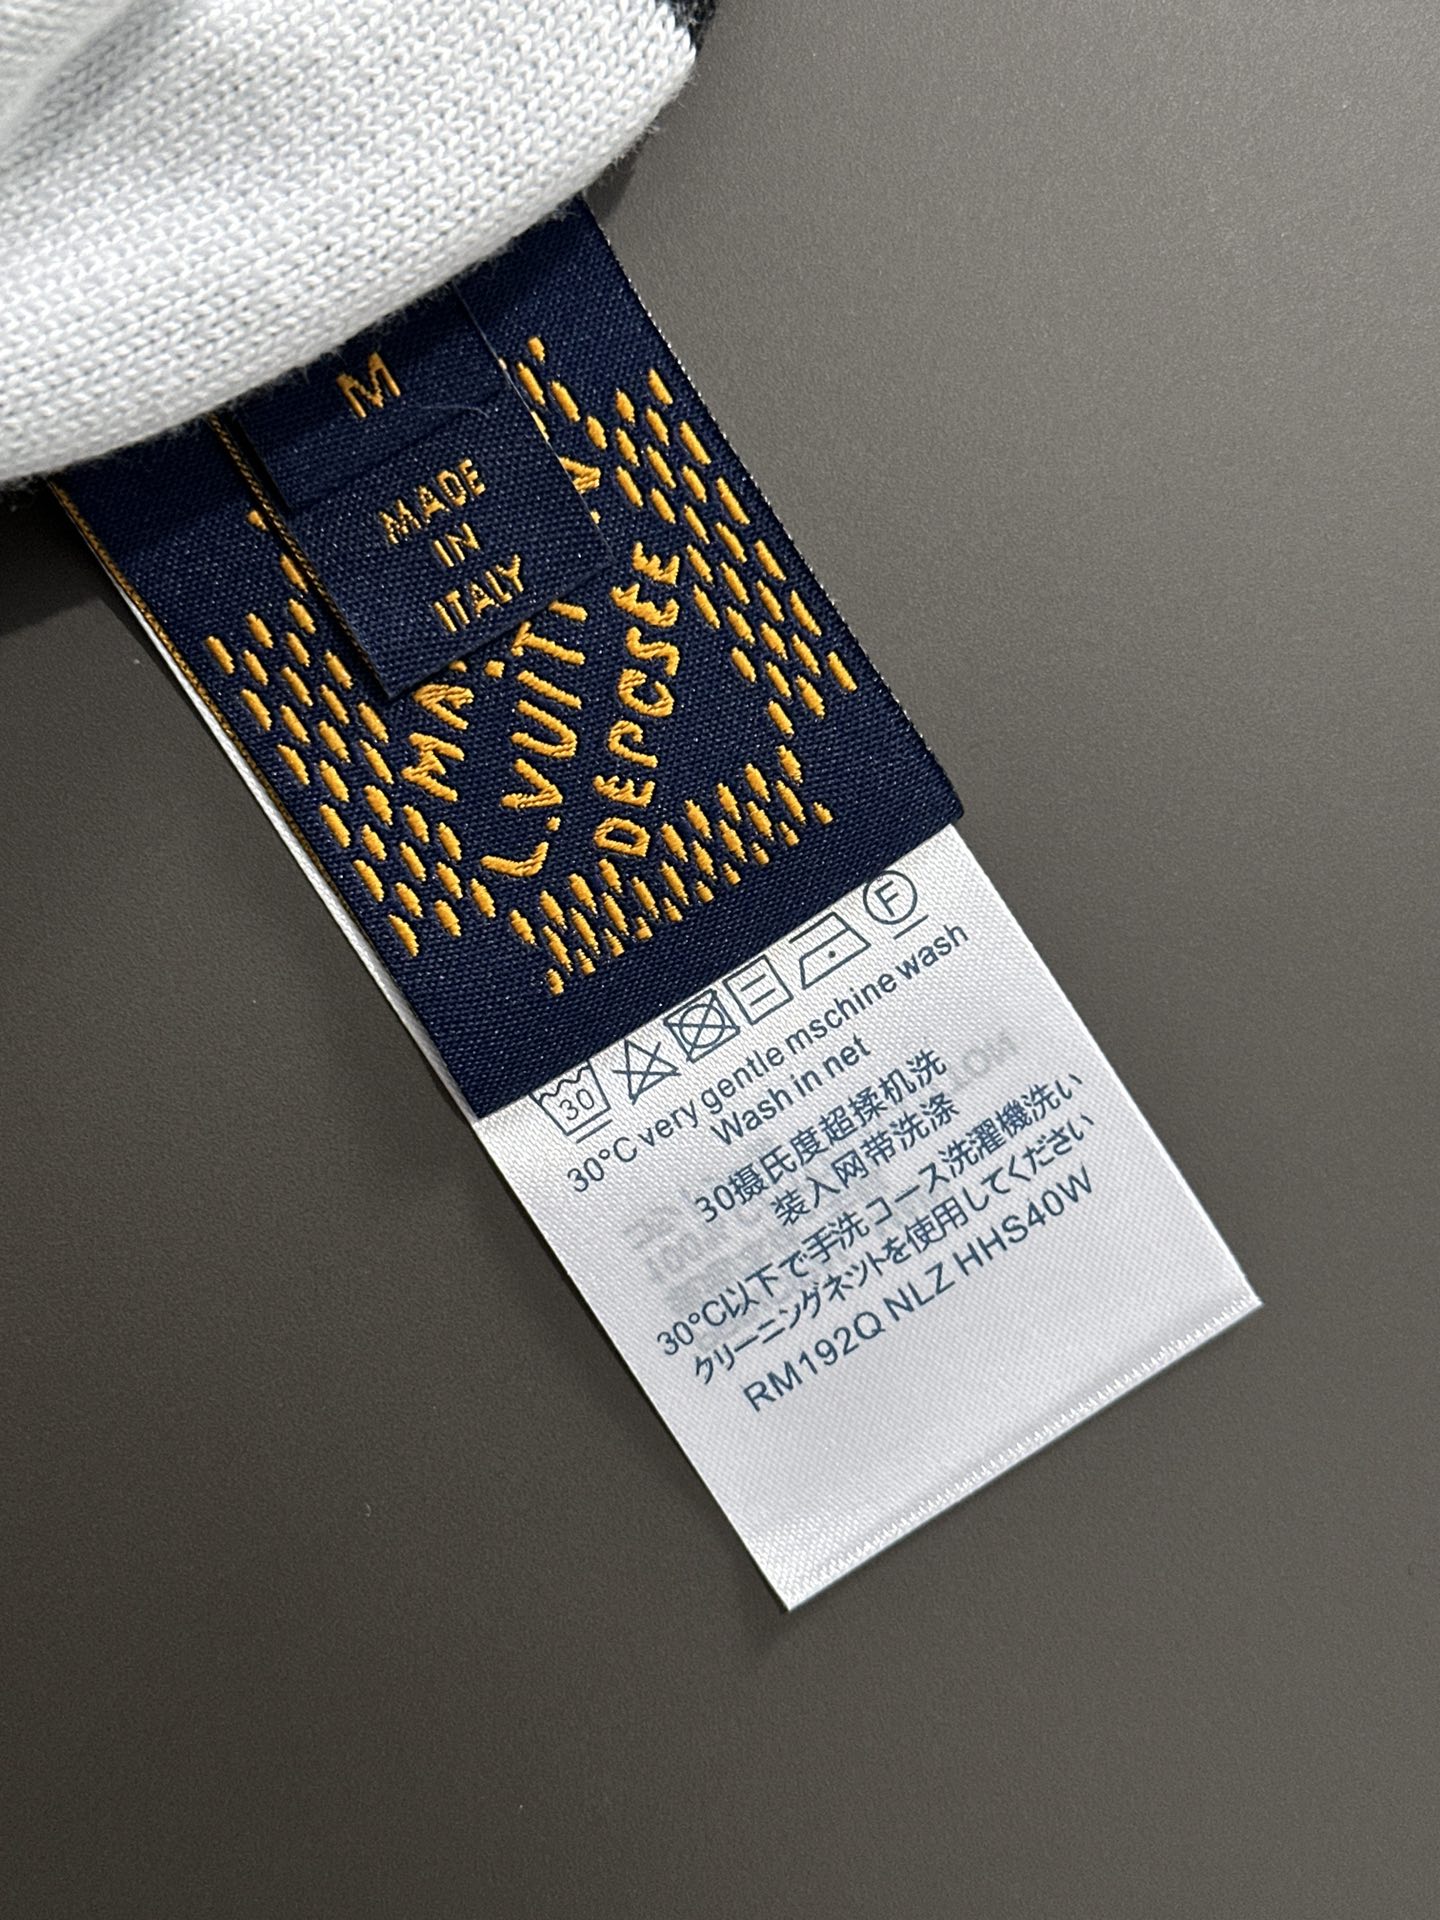 M
MADE
IN
ITALY
L.VUITT
DEPOSÉE
30
F
30°C very gentle mschine wash
Wash in net
30摄氏度超揉机洗
装入网带洗涤
30°C以下で手洗コース洗濯機洗い
クリーニングネットを使用してください
RM192Q NLZ HHS40W